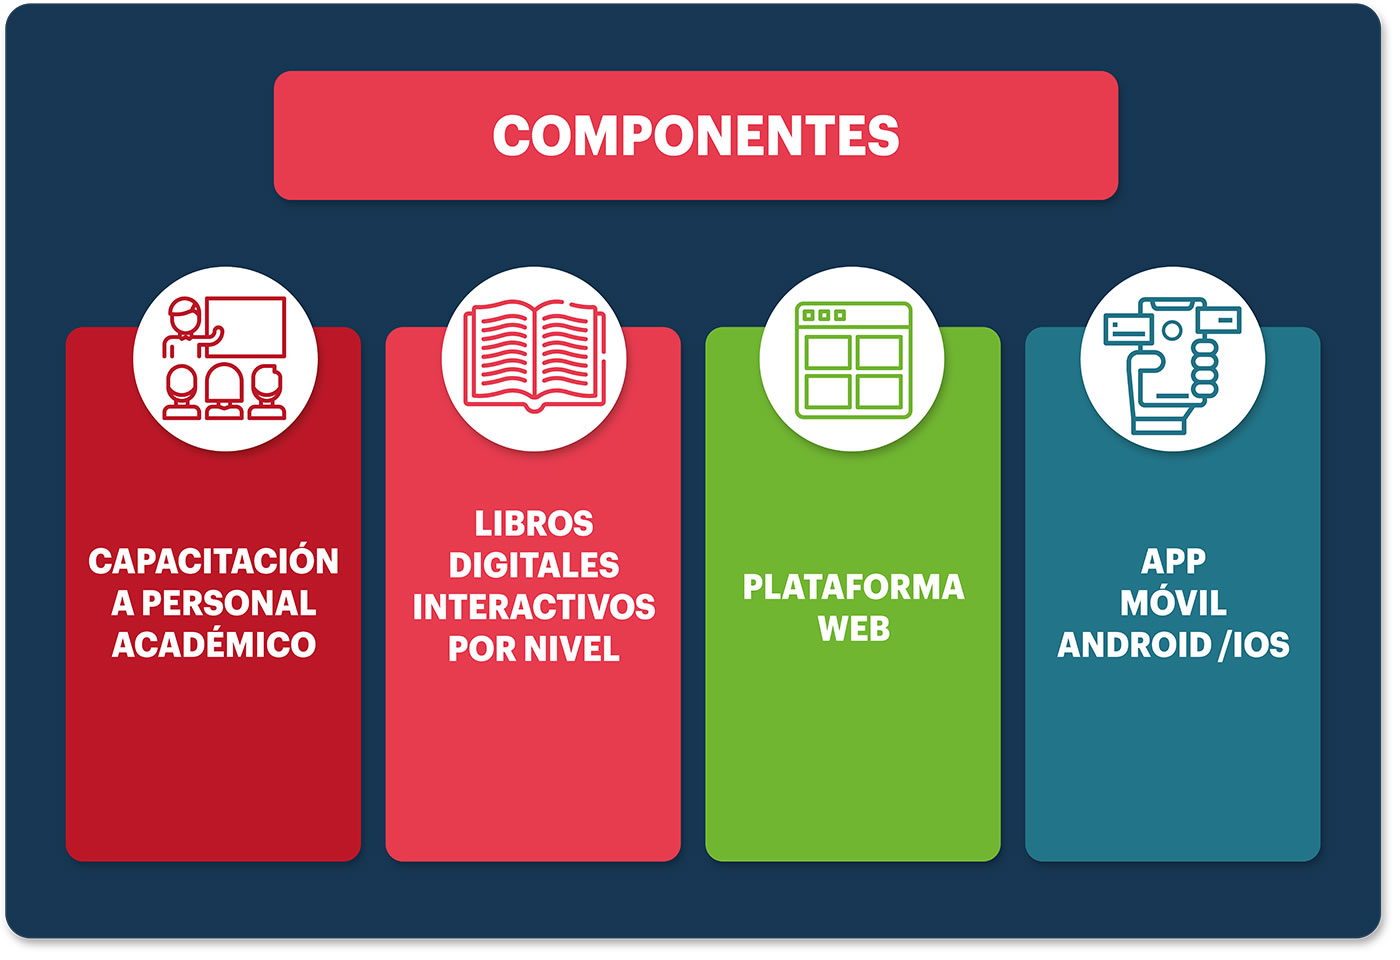 COMPONENTES
CAPACITACIÓN
A PERSONAL
ACADÉMICO
LIBROS
DIGITALES
INTERACTIVOS
POR NIVEL
PLATAFORMA
WEB
APP
MÓVIL
ANDROID /IOS